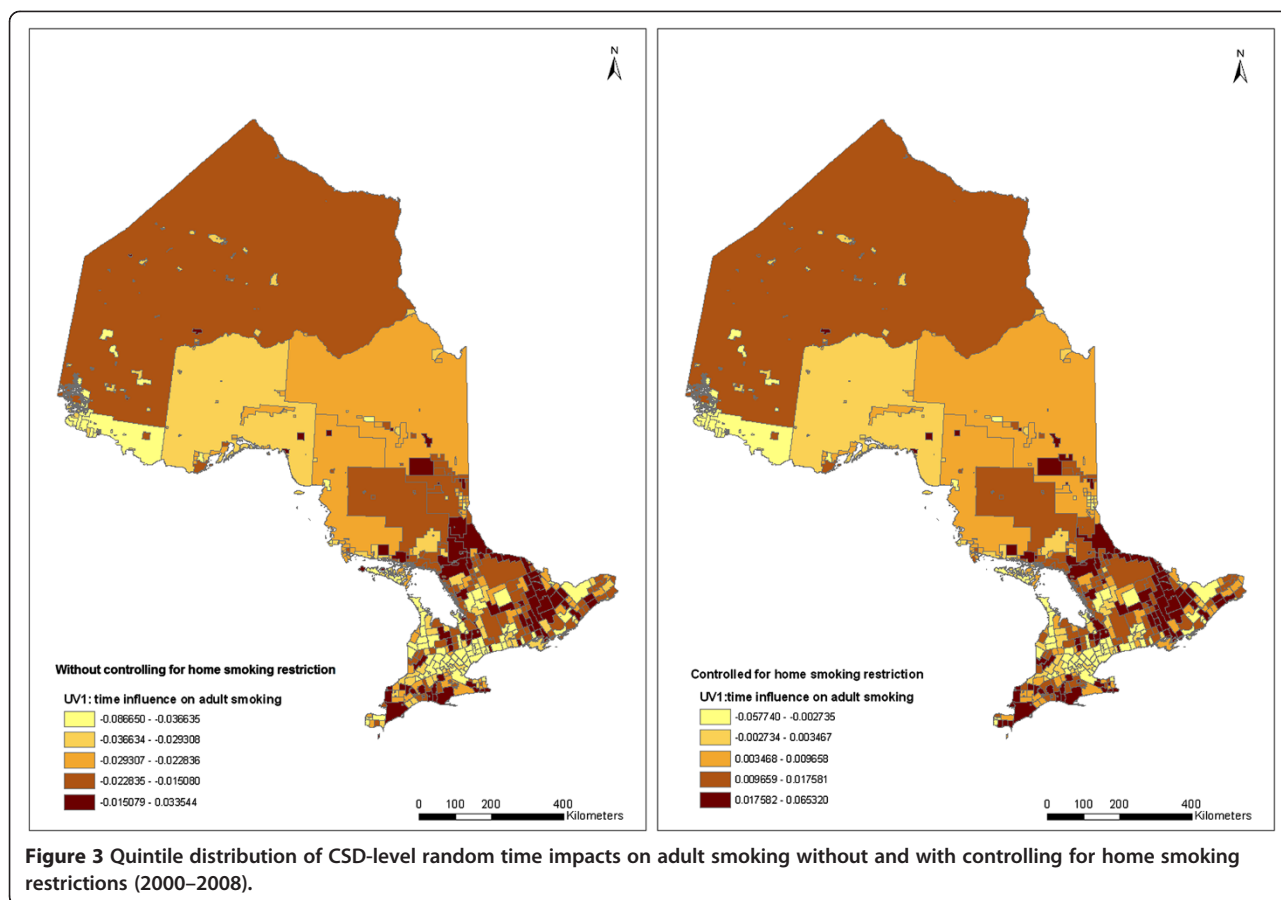 N
Without controlling for home smoking restriction
UV1: time influence on adult smoking
-0.086650 - -0.036635
-0.036634 - -0.029308
-0.029307 - -0.022836
-0.022835 - -0.015080
-0.015079 - 0.033544
0 100 200 400
Kilometers
N
Controlled for home smoking restriction
UV1:time influence on adult smoking
-0.057740 - -0.002735
-0.002734 - 0.003467
0.003468 - 0.009658
0.009659 - 0.017581
0.017582 - 0.065320
0 100 200 400
Kilometers
Figure 3 Quintile distribution of CSD-level random time impacts on adult smoking without and with controlling for home smoking
restrictions (2000–2008).